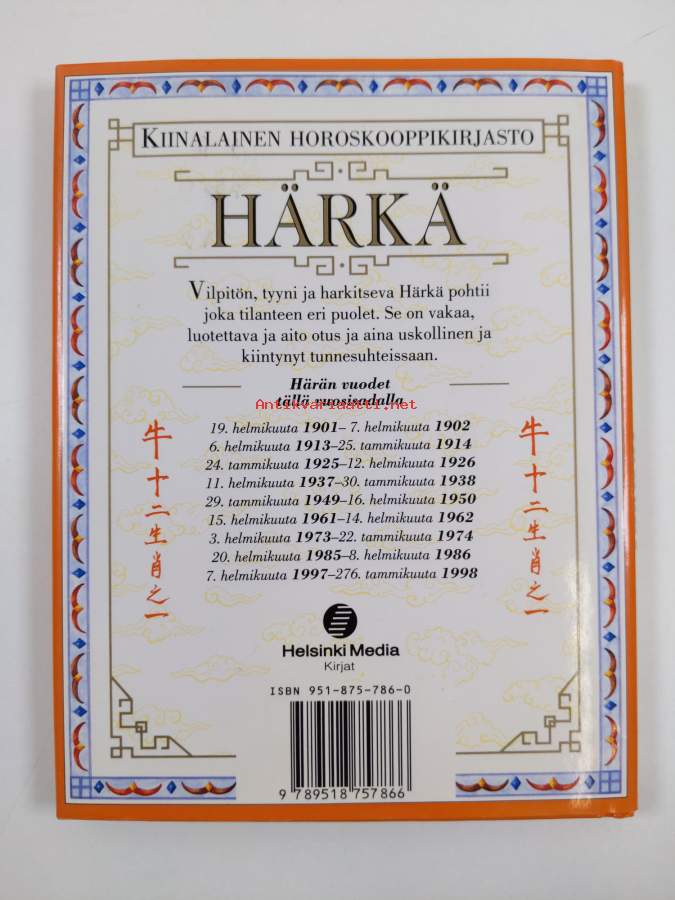 KIINALAINEN HOROSKOOPPIKIRJASTO
HÄRKÄ
Vilpitön, tyyni ja harkitseva Härkä pohtii
joka tilanteen eri puolet. Se on vakaa,
luotettava ja aito otus ja aina uskollinen ja
kiintynyt tunnesuhteissaan.
Härän vuodet
tällä vuosisadalla
Antikvariaatti.net
19. helmikuuta 1901– 7. helmikuuta 1902
6. helmikuuta 1913–25. tammikuuta 1914
24. tammikuuta 1925–12. helmikuuta 1926
11. helmikuuta 1937–30. tammikuuta 1938
29. tammikuuta 1949–16. helmikuuta 1950
15. helmikuuta 1961–14. helmikuuta 1962
3. helmikuuta 1973–22. tammikuuta 1974
20. helmikuuta 1985–8. helmikuuta 1986
7. helmikuuta 1997–276. tammikuuta 1998
牛十二生肖之一
牛十二生肖之一
Helsinki Media
Kirjat
ISBN 951-875-786-0
9 789518 757866